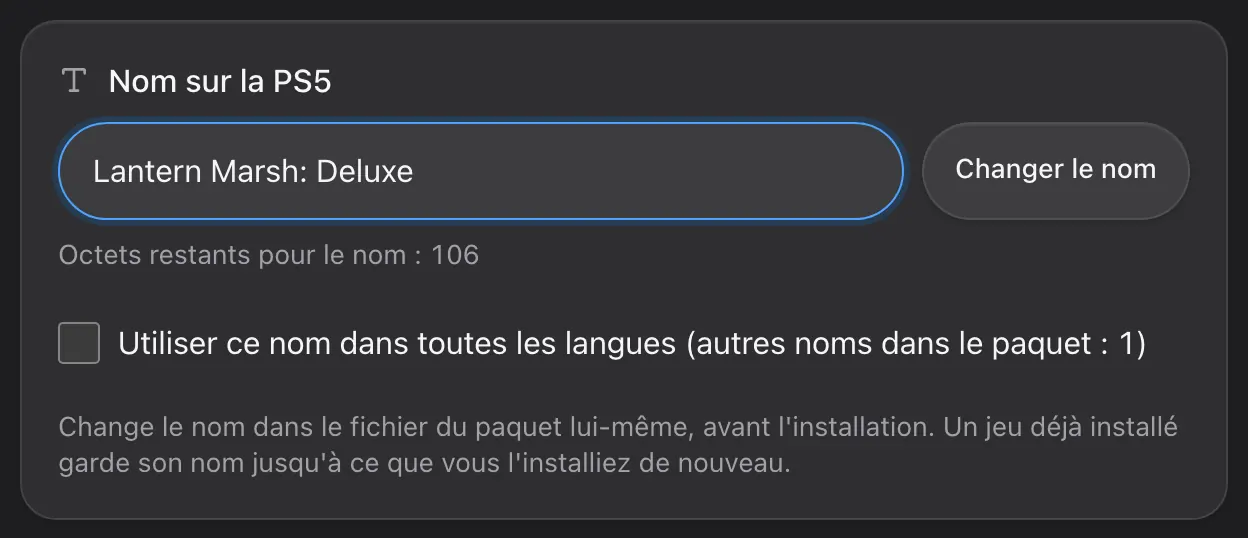 Nom sur la PS5
Lantern Marsh: Deluxe
Changer le nom
Octets restants pour le nom : 106
Utiliser ce nom dans toutes les langues (autres noms dans le paquet : 1)
Change le nom dans le fichier du paquet lui-même, avant l'installation. Un jeu déjà installé
garde son nom jusqu'à ce que vous l'installiez de nouveau.